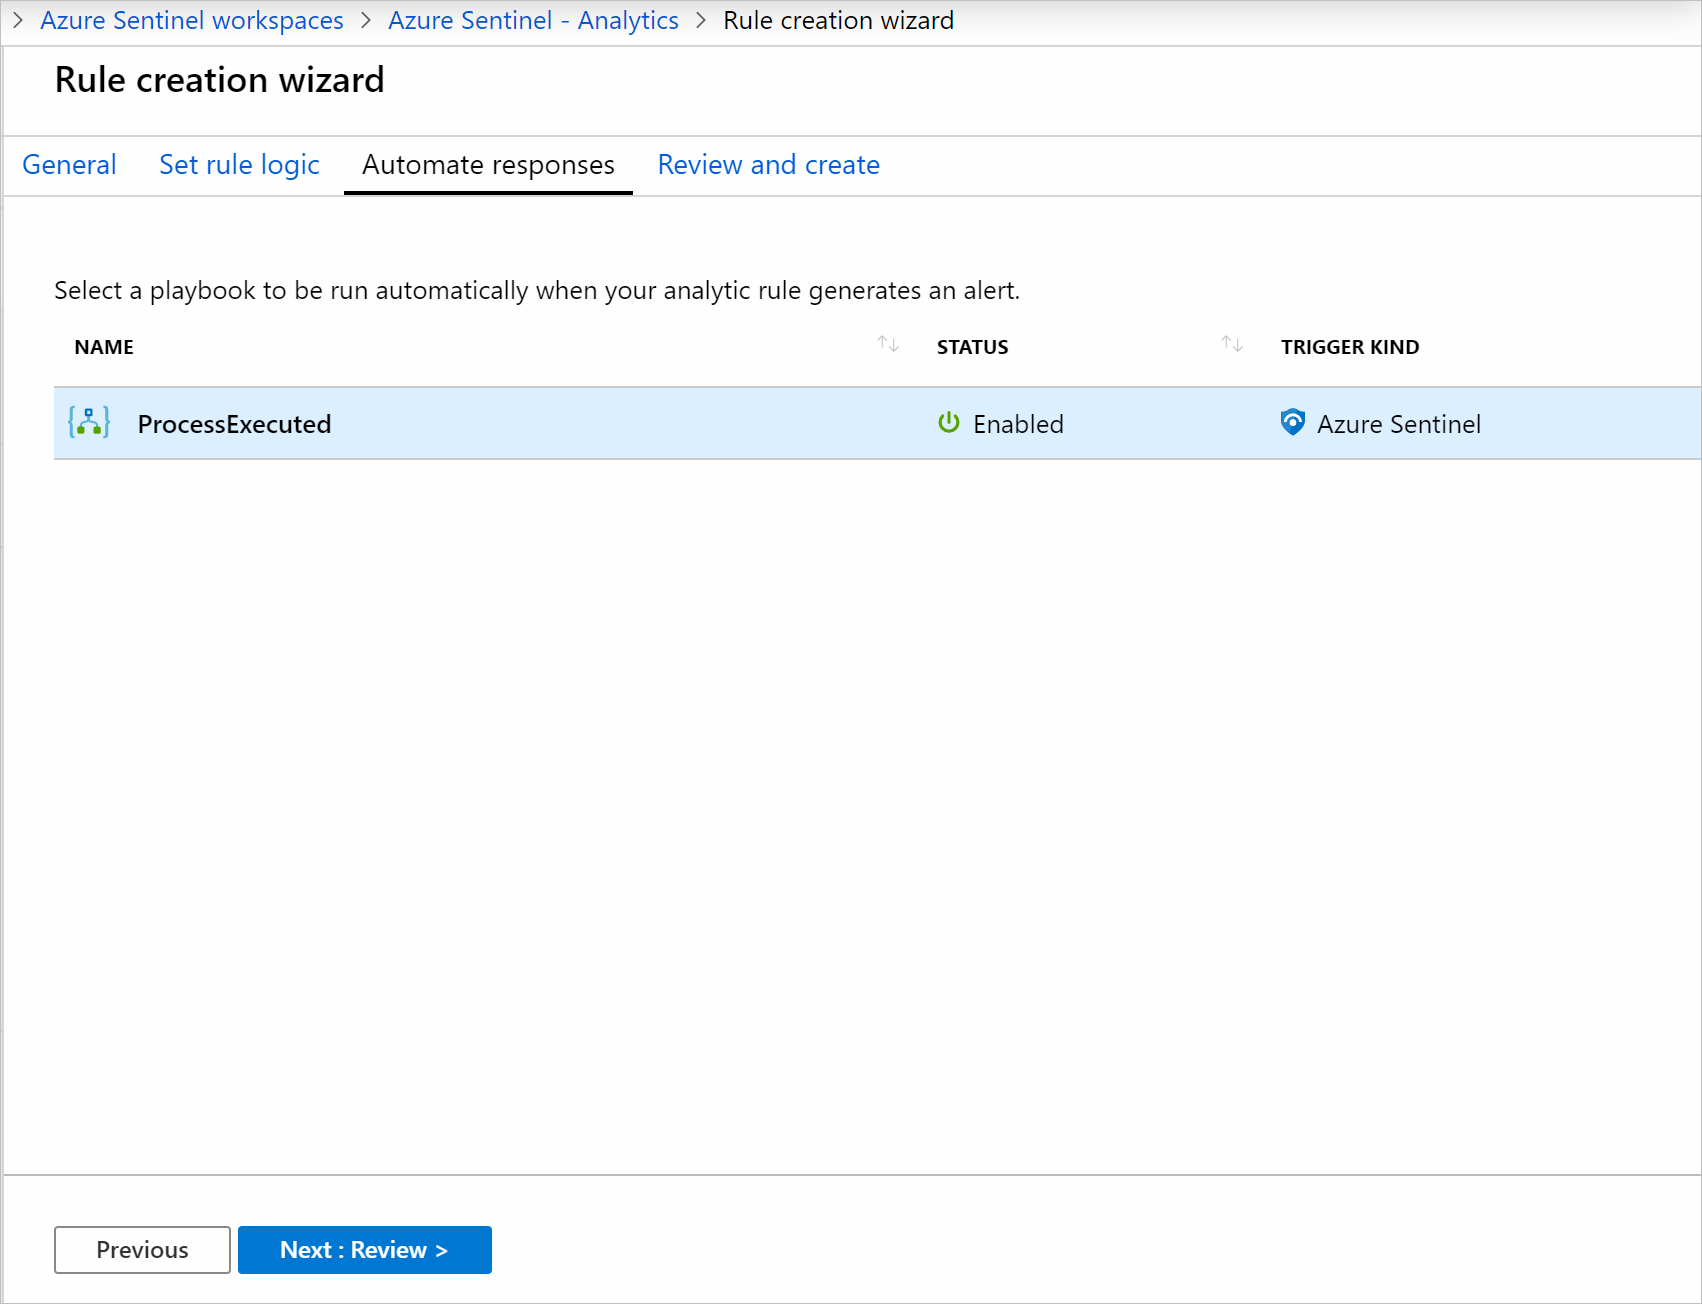 > Azure Sentinel workspaces > Azure Sentinel - Analytics > Rule creation wizard
Rule creation wizard
General Set rule logic Automate responses Review and create
Select a playbook to be run automatically when your analytic rule generates an alert.
NAME ↑↓ STATUS ↑↓ TRIGGER KIND
ProcessExecuted Enabled Azure Sentinel
Previous Next : Review >